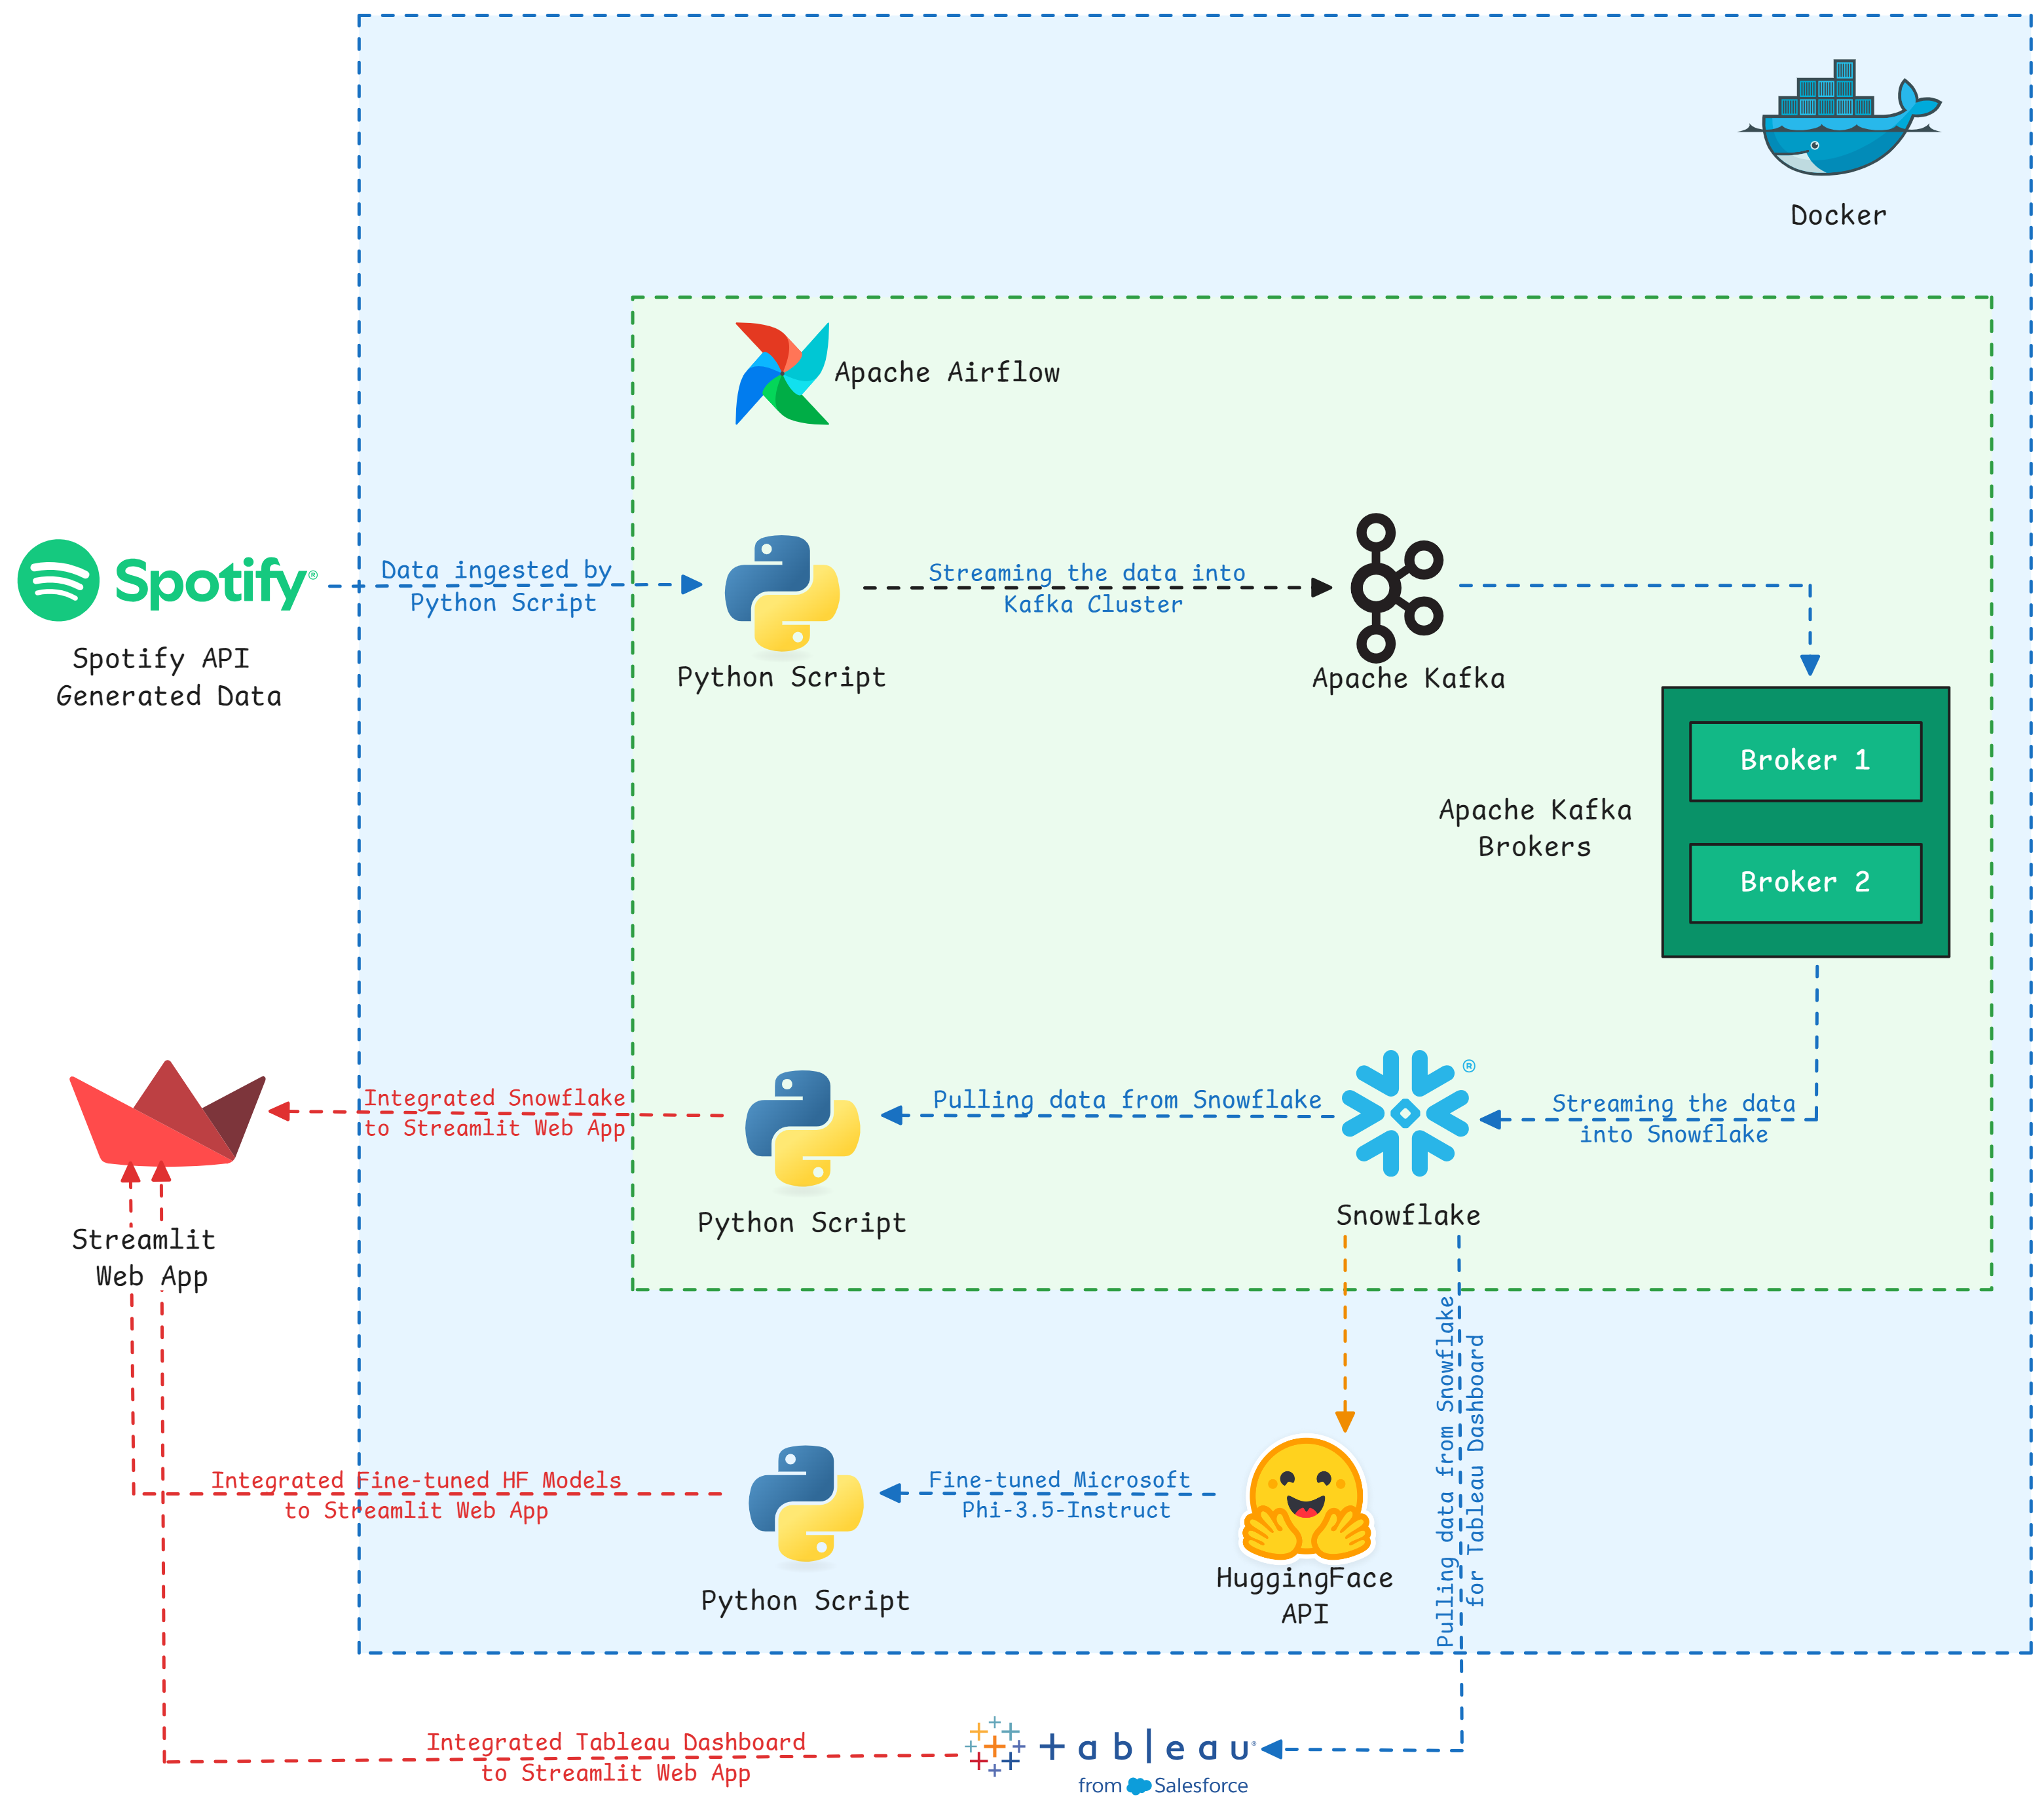 Docker
Apache Airflow
Spotify®
Spotify API
Generated Data
Data ingested by
Python Script
Python Script
Streaming the data into
Kafka Cluster
Apache Kafka
Broker 1
Broker 2
Apache Kafka
Brokers
Streaming the data
into Snowflake
®
Snowflake
Pulling data from Snowflake
Python Script
Integrated Snowflake
to Streamlit Web App
Streamlit
Web App
Pulling data from Snowflake
for Tableau Dashboard
HuggingFace
API
Fine-tuned Microsoft
Phi-3.5-Instruct
Python Script
Integrated Fine-tuned HF Models
to Streamlit Web App
+ableau®
from Salesforce
Integrated Tableau Dashboard
to Streamlit Web App